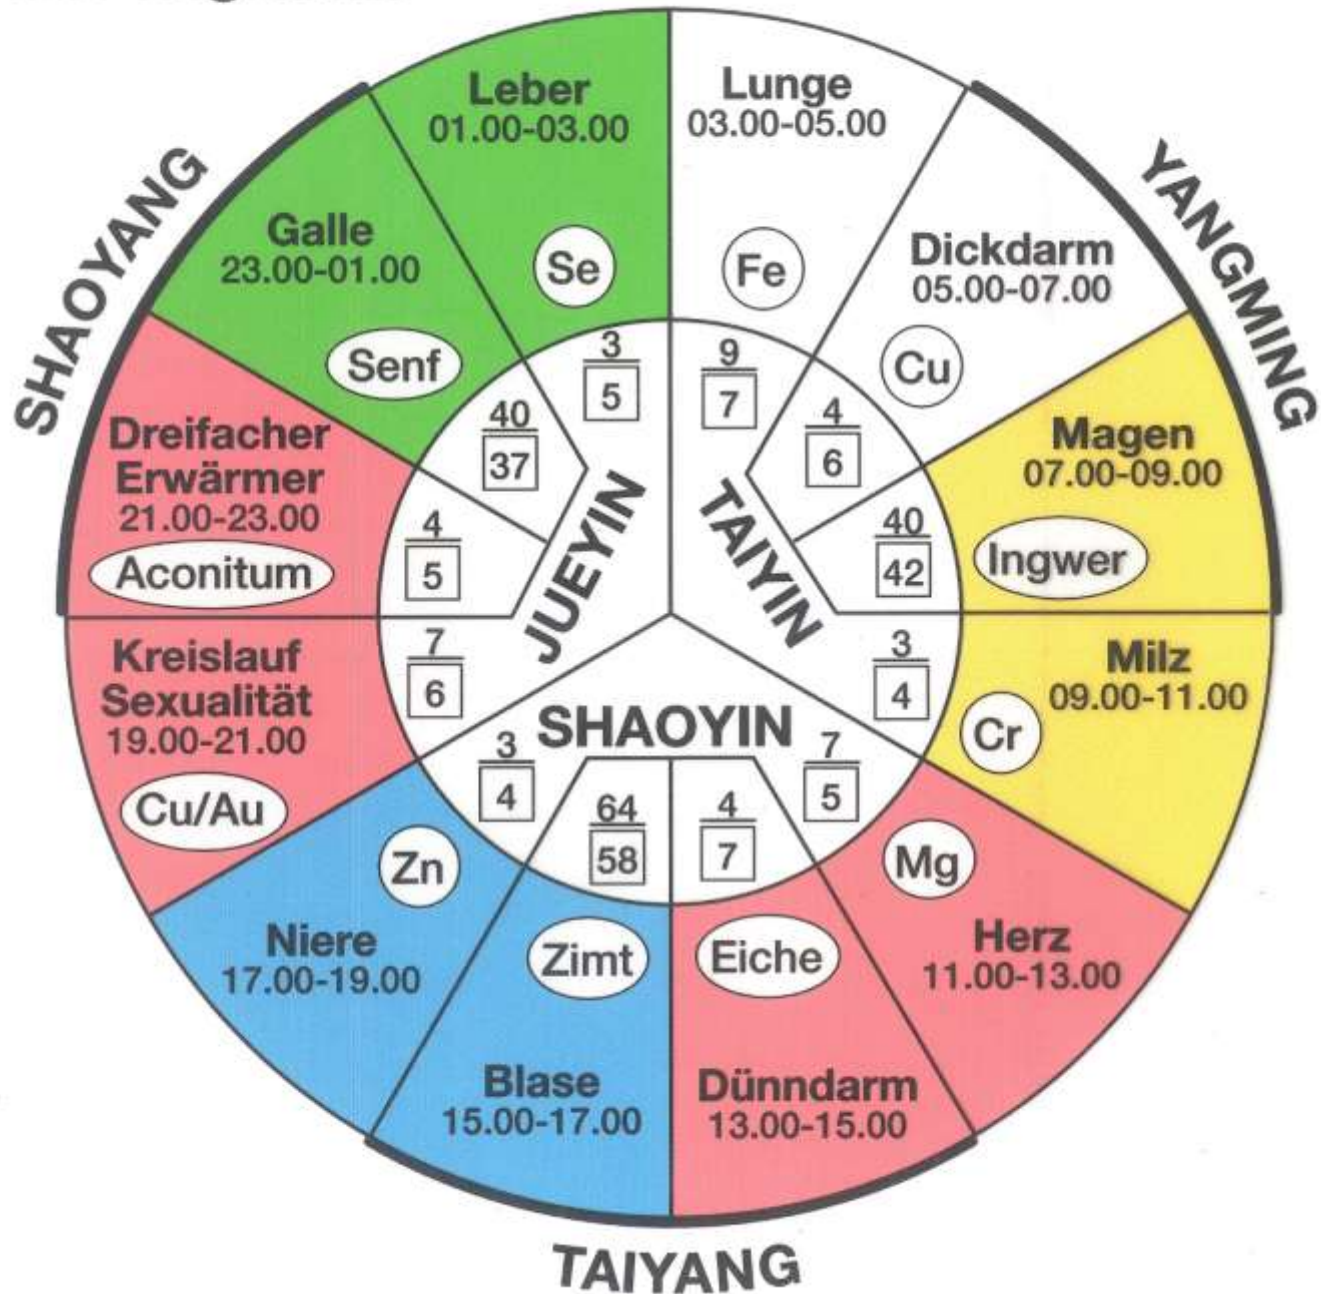 SHAOYANG
YANGMING
TAIYANG
Leber
01.00-03.00
Se
3
5
Lunge
03.00-05.00
Fe
9
7
Dickdarm
05.00-07.00
Cu
4
6
Magen
07.00-09.00
Ingwer
40
42
Milz
09.00-11.00
Cr
3
4
Herz
11.00-13.00
Mg
7
5
Dünndarm
13.00-15.00
Eiche
4
7
Blase
15.00-17.00
Zimt
64
58
Niere
17.00-19.00
Zn
3
4
Kreislauf
Sexualität
19.00-21.00
Cu/Au
7
6
Dreifacher
Erwärmer
21.00-23.00
Aconitum
4
5
Galle
23.00-01.00
Senf
40
37
JUEYIN
TAIYIN
SHAOYIN